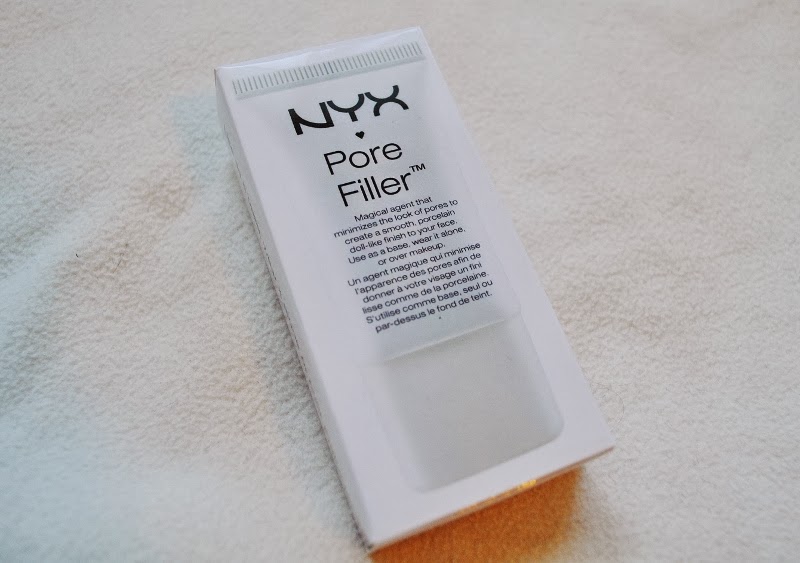 NYX
Pore
Filler™
Magical agent that
minimizes the look of pores to
create a smooth, porcelain
doll-like finish to your face.
Use as a base, wear it alone,
or over makeup.
Un agent magique qui minimise
l'apparence des pores afin de
donner à votre visage un fini
lisse comme de la porcelaine.
S'utilise comme base, seul ou
par-dessus le fond de teint.